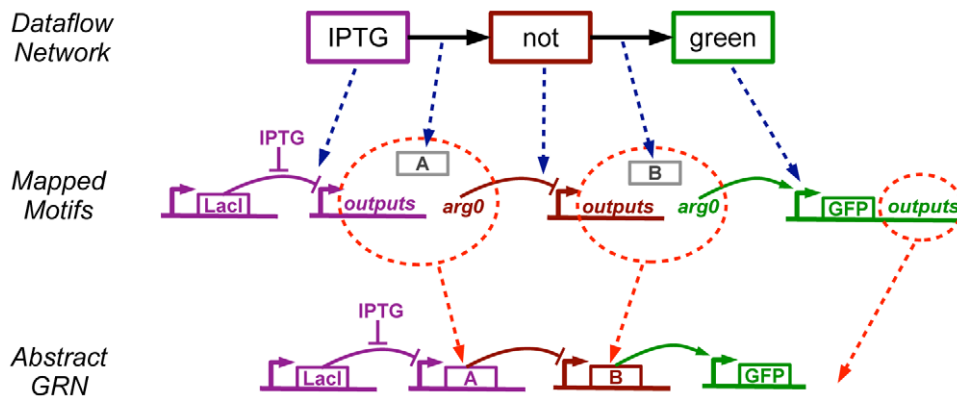 Dataflow
Network
IPTG
not
green
IPTG
A
B
Mapped
Motifs
LacI
outputs
arg0
outputs
arg0
GFP
outputs
IPTG
Abstract
GRN
LacI
A
B
GFP